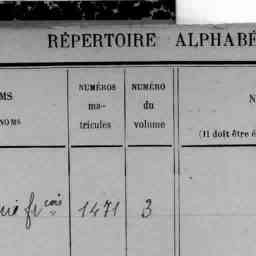 RÉPERTOIRE ALPHABÉ
MS
NOMS
NUMÉROS
ma-
tricules
NUMÉRO
du
volume
N
(Il doit être é
1471 3